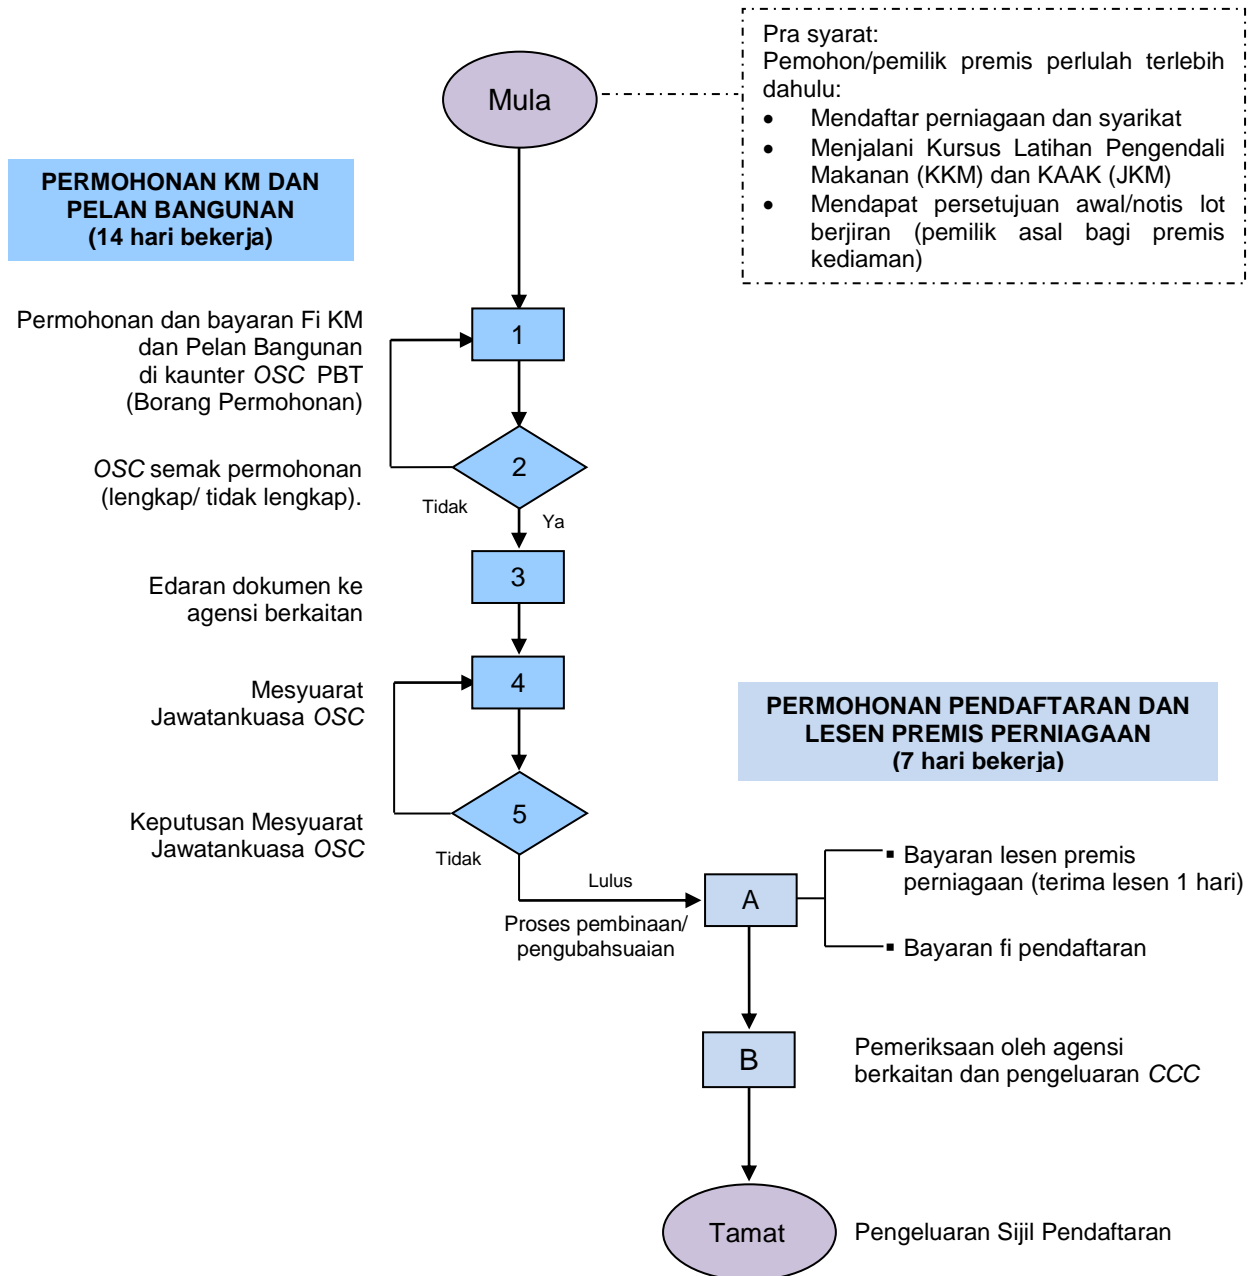 Pra syarat:
Pemohon/pemilik premis perlulah terlebih
dahulu:
• Mendaftar perniagaan dan syarikat
• Menjalani Kursus Latihan Pengendali
Makanan (KKM) dan KAAK (JKM)
• Mendapat persetujuan awal/notis lot
berjiran (pemilik asal bagi premis
kediaman)
Mula
PERMOHONAN KM DAN
PELAN BANGUNAN
(14 hari bekerja)
Permohonan dan bayaran Fi KM
dan Pelan Bangunan
di kaunter OSC PBT
(Borang Permohonan)
1
OSC semak permohonan
(lengkap/ tidak lengkap).
2
Tidak
Ya
Edaran dokumen ke
agensi berkaitan
3
Mesyuarat
Jawatankuasa OSC
4
PERMOHONAN PENDAFTARAN DAN
LESEN PREMIS PERNIAGAAN
(7 hari bekerja)
Keputusan Mesyuarat
Jawatankuasa OSC
5
Tidak
Lulus
Proses pembinaan/
pengubahsuaian
A
▪ Bayaran lesen premis
perniagaan (terima lesen 1 hari)
▪ Bayaran fi pendaftaran
B
Pemeriksaan oleh agensi
berkaitan dan pengeluaran CCC
Tamat
Pengeluaran Sijil Pendaftaran